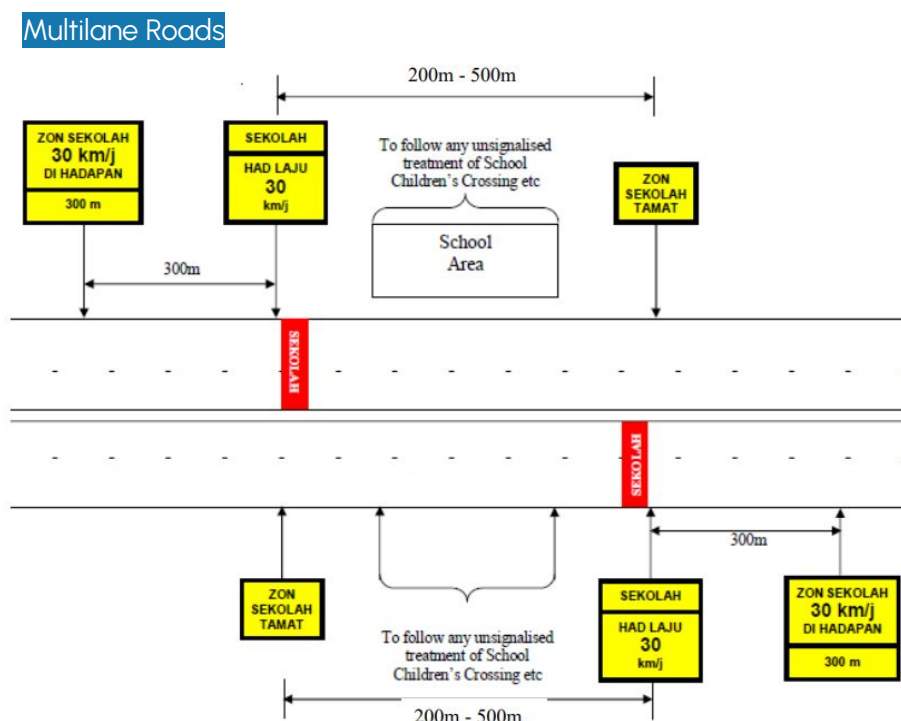 Multilane Roads
200m - 500m
ZON SEKOLAH
30 km/j
DI HADAPAN
300 m
SEKOLAH
HAD LAJU
30
km/j
To follow any unsignalised
treatment of School
Children's Crossing etc
ZON
SEKOLAH
TAMAT
School
Area
300m
SEKOLAH
SEKOLAH
300m
ZON
SEKOLAH
TAMAT
To follow any unsignalised
treatment of School
Children's Crossing etc
SEKOLAH
HAD LAJU
30
km/j
ZON SEKOLAH
30 km/j
DI HADAPAN
300 m
200m - 500m